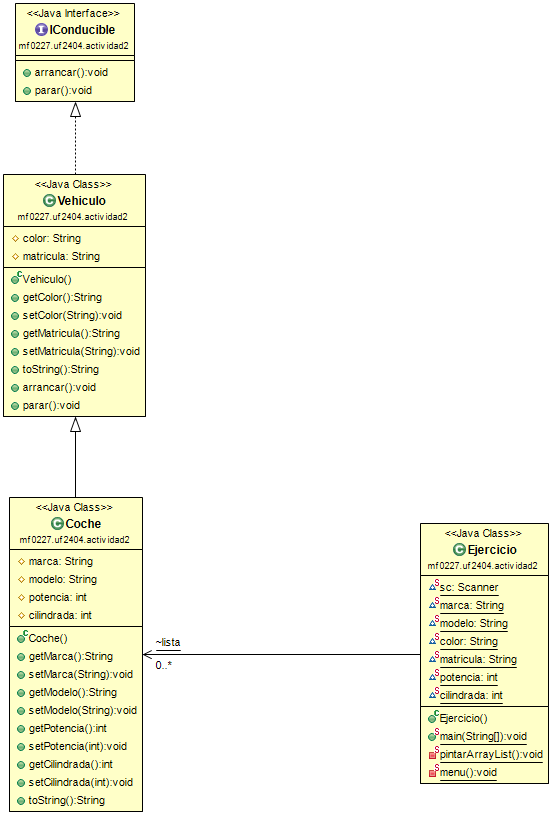 <<Java Interface>>
IConducible
mf0227.uf2404.actividad2
arrancar():void
parar():void
<<Java Class>>
Vehiculo
mf0227.uf2404.actividad2
color: String
matricula: String
Vehiculo()
getColor():String
setColor(String):void
getMatricula():String
setMatricula(String):void
toString():String
arrancar():void
parar():void
<<Java Class>>
Coche
mf0227.uf2404.actividad2
marca: String
modelo: String
potencia: int
cilindrada: int
Coche()
getMarca():String
setMarca(String):void
getModelo():String
setModelo(String):void
getPotencia():int
setPotencia(int):void
getCilindrada():int
setCilindrada(int):void
toString():String
~lista
0..*
<<Java Class>>
Ejercicio
mf0227.uf2404.actividad2
sc: Scanner
marca: String
modelo: String
color: String
matricula: String
potencia: int
cilindrada: int
Ejercicio()
main(String[]):void
pintarArrayList():void
menu():void